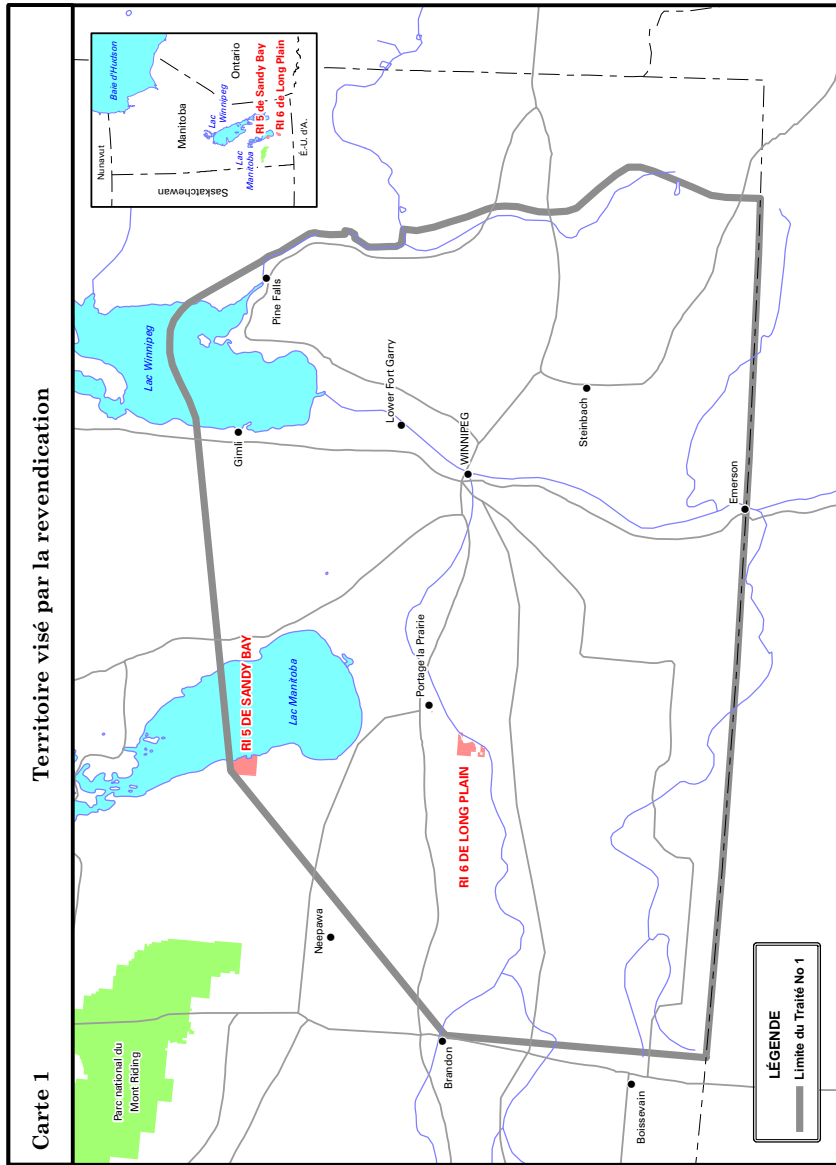 Carte 1
Territoire visé par la revendication
Parc national du
Mont Riding
Neepawa
Brandon
Boissevain
RI 5 DE SANDY BAY
Lac Manitoba
Portage la Prairie
RI 6 DE LONG PLAIN
Lac Winnipeg
Gimli
Pine Falls
Lower Fort Garry
WINNIPEG
Steinbach
Emerson
LÉGENDE
Limite du Traité No 1
Nunavut
Baie d'Hudson
Saskatchewan
Manitoba
Ontario
Lac
Winnipeg
Lac
Manitoba
RI 5 de Sandy Bay
RI 6 de Long Plain
É.-U. d'A.